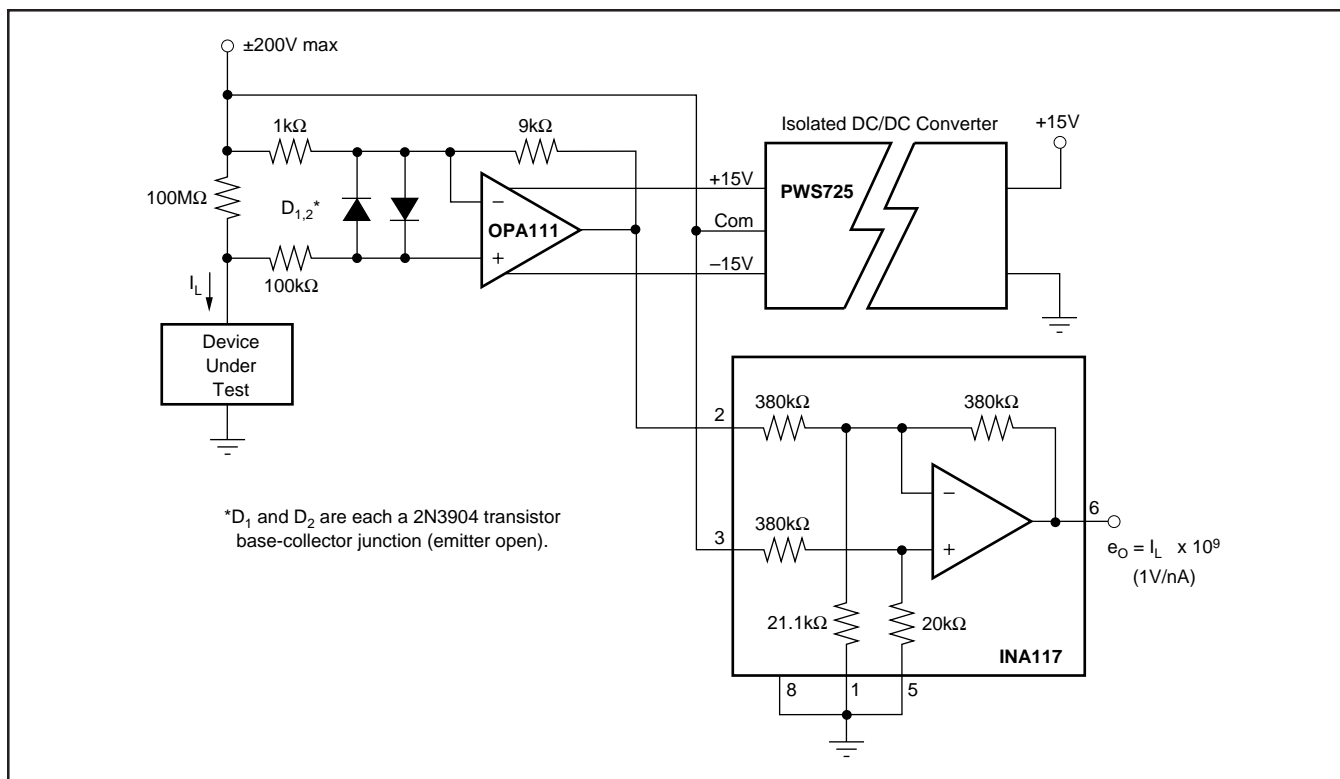 ±200V max
1kΩ
9kΩ
Isolated DC/DC Converter
+15V
100MΩ
D1,2*
−
OPA111
+
+15V
Com
–15V
PWS725
100kΩ
IL
Device
Under
Test
380kΩ
380kΩ
2
−
6
*D1 and D2 are each a 2N3904 transistor
base-collector junction (emitter open).
380kΩ
3
+
eO = IL x 10⁹
(1V/nA)
21.1kΩ
20kΩ
INA117
8
1
5